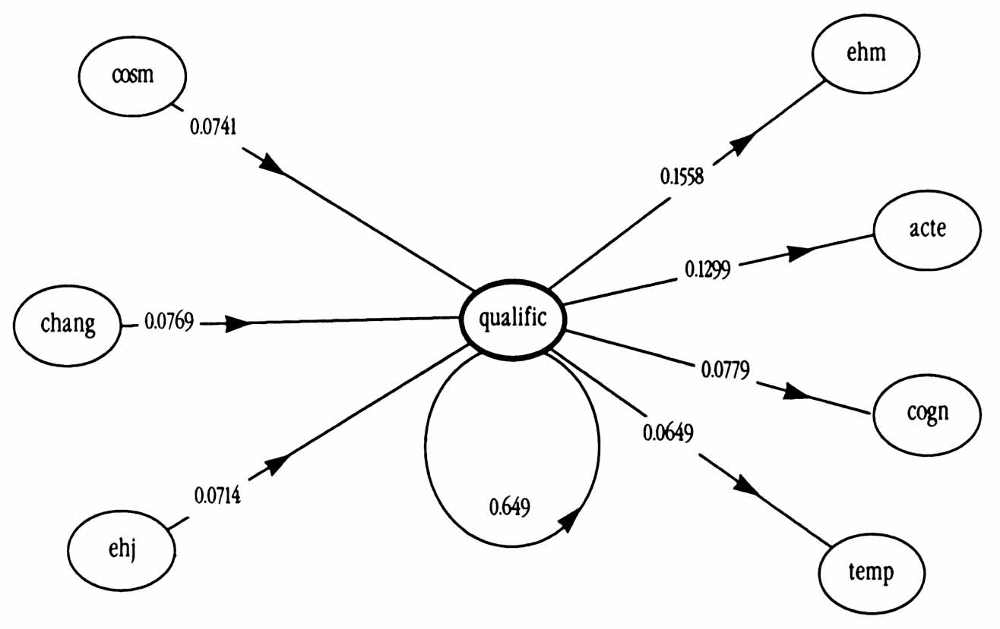 ehm
cosm
0.0741
0.1558
acte
0.1299
chang
0.0769
qualific
0.0779
cogn
0.0649
0.0714
0.649
ehj
temp